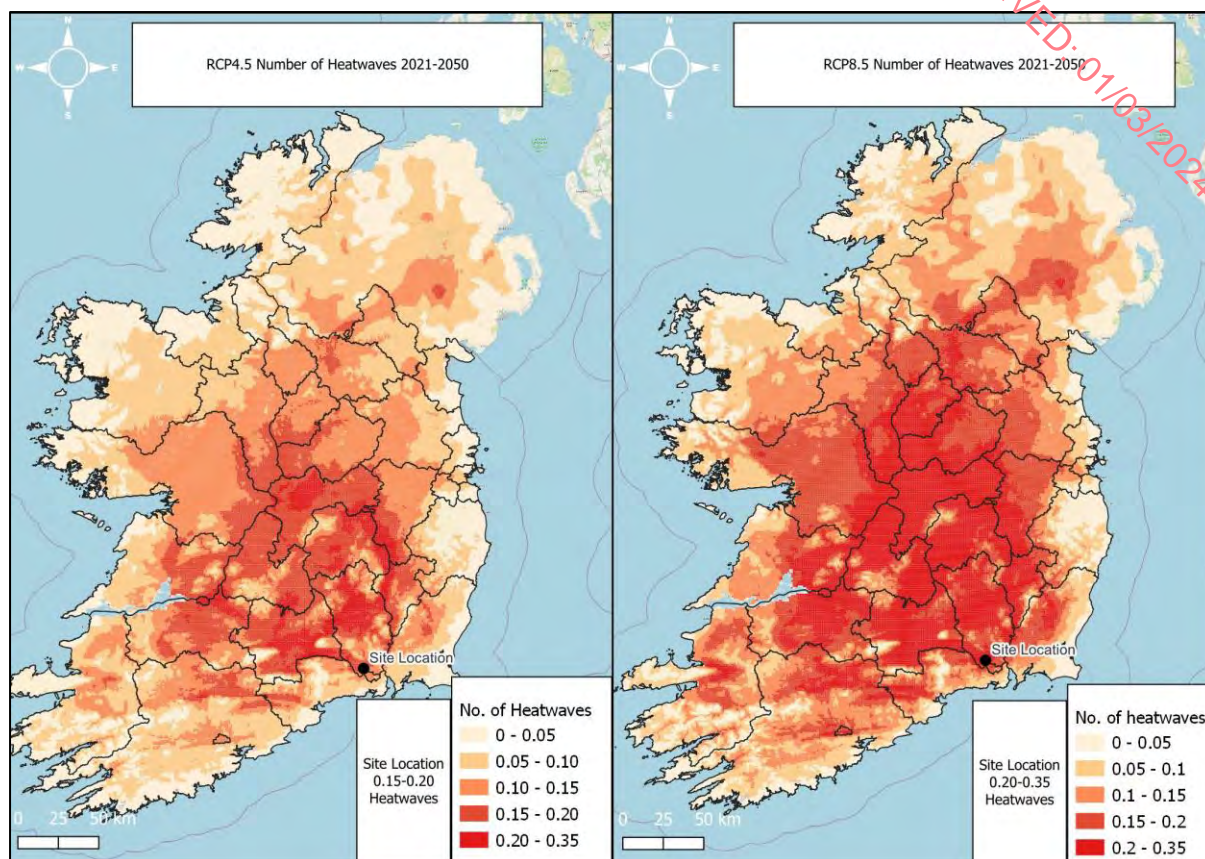 VED: 01/03/2024
N
W E
S
RCP4.5 Number of Heatwaves 2021-2050
Site Location
No. of Heatwaves
0 - 0.05
0.05 - 0.10
0.10 - 0.15
0.15 - 0.20
0.20 - 0.35
Site Location
0.15-0.20
Heatwaves
0 25 50 km
N
W E
S
RCP8.5 Number of Heatwaves 2021-2050
Site Location
No. of heatwaves
0 - 0.05
0.05 - 0.1
0.1 - 0.15
0.15 - 0.2
0.2 - 0.35
Site Location
0.20-0.35
Heatwaves
0 25 50 km